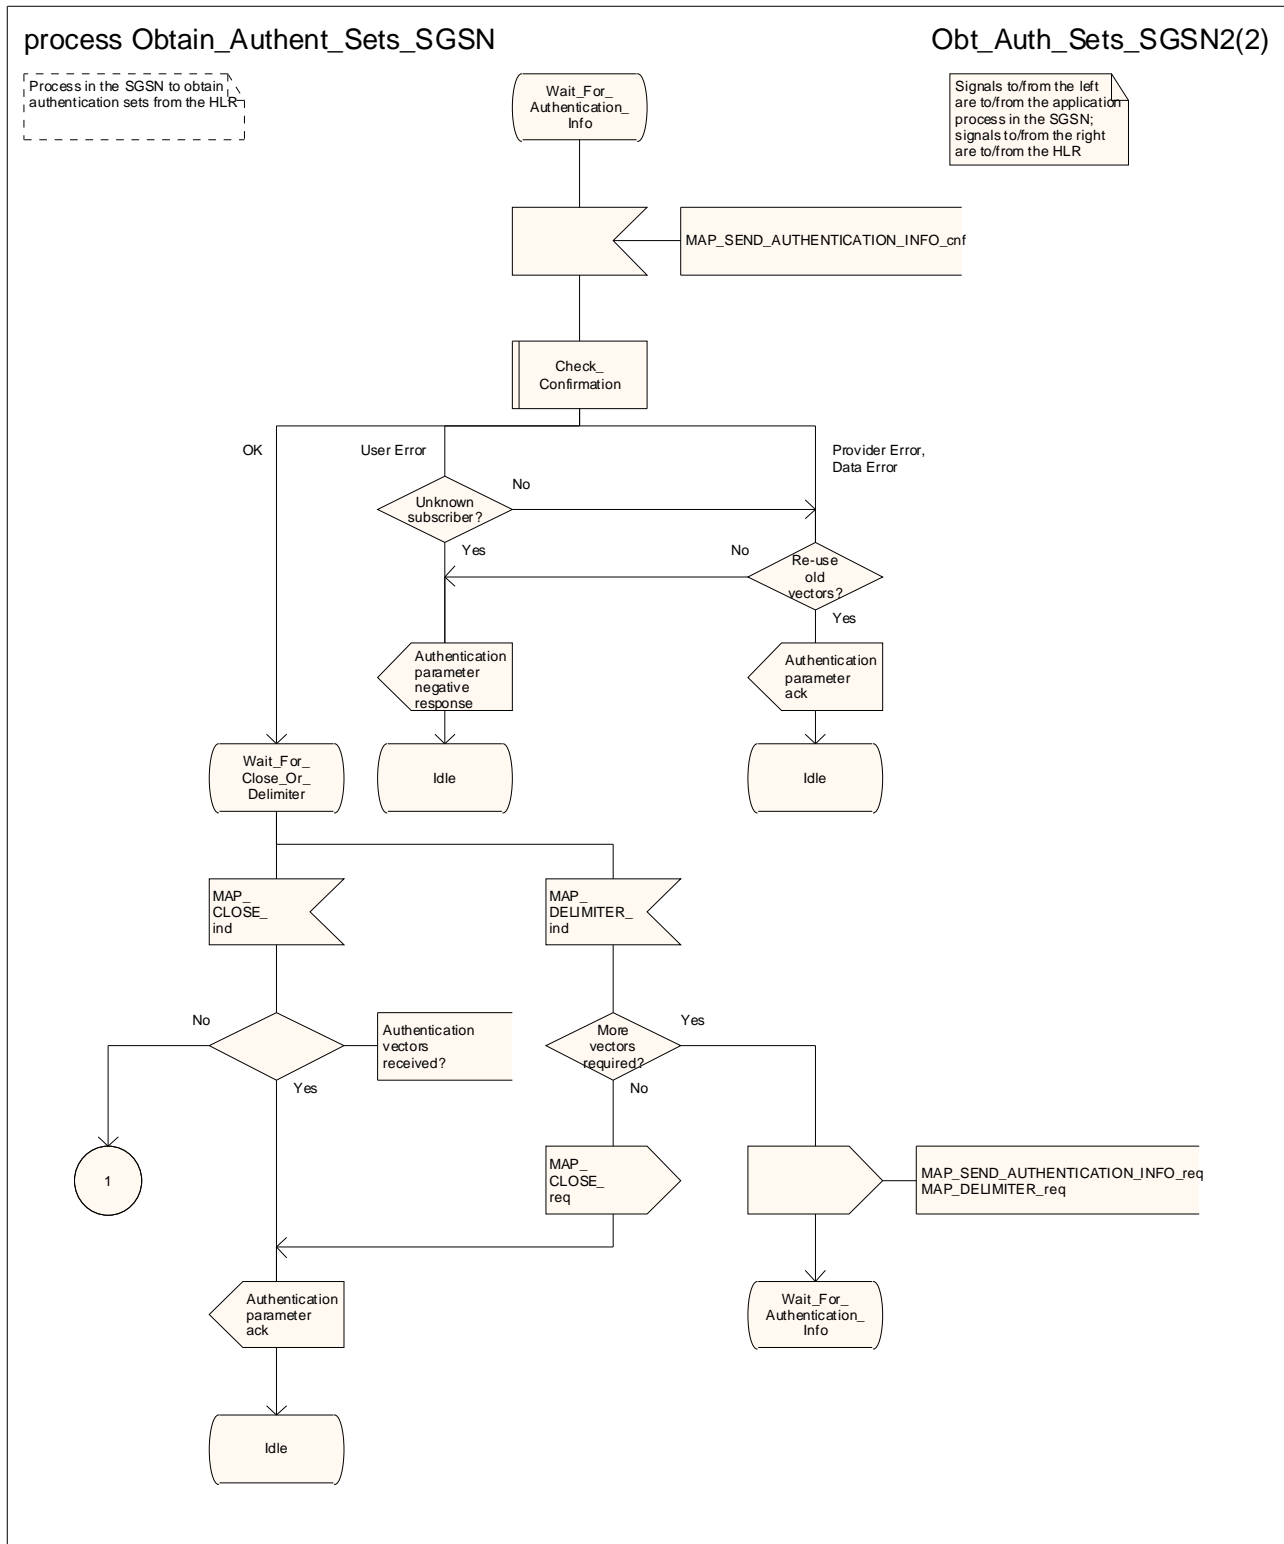 process Obtain_Authent_Sets_SGSN
Obt_Auth_Sets_SGSN2(2)
Process in the SGSN to obtain
authentication sets from the HLR
Wait_For_
Authentication_
Info
Signals to/from the left
are to/from the application
process in the SGSN;
signals to/from the right
are to/from the HLR
MAP_SEND_AUTHENTICATION_INFO_cnf
Check_
Confirmation
OK
User Error
Provider Error,
Data Error
Unknown
subscriber?
No
Yes
No
Re-use
old
vectors?
Yes
Authentication
parameter
negative
response
Authentication
parameter
ack
Wait_For_
Close_Or_
Delimiter
Idle
Idle
MAP_
CLOSE_
ind
MAP_
DELIMITER_
ind
No
Authentication
vectors
received?
Yes
More
vectors
required?
Yes
No
1
MAP_
CLOSE_
req
MAP_SEND_AUTHENTICATION_INFO_req
MAP_DELIMITER_req
Authentication
parameter
ack
Wait_For_
Authentication_
Info
Idle